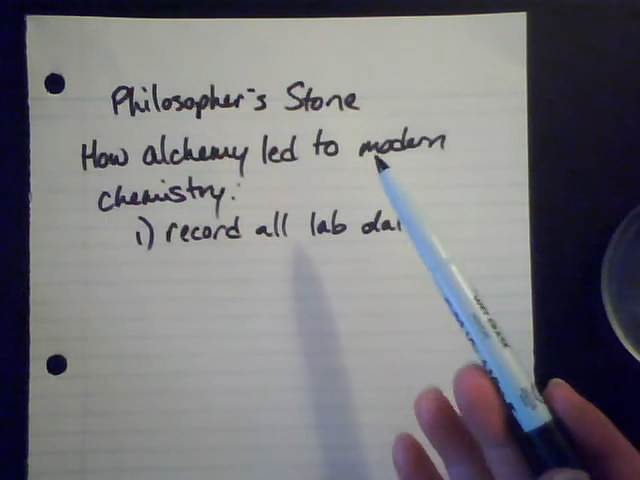 Philosopher's Stone
How alchemy led to modern
chemistry:
1) record all lab